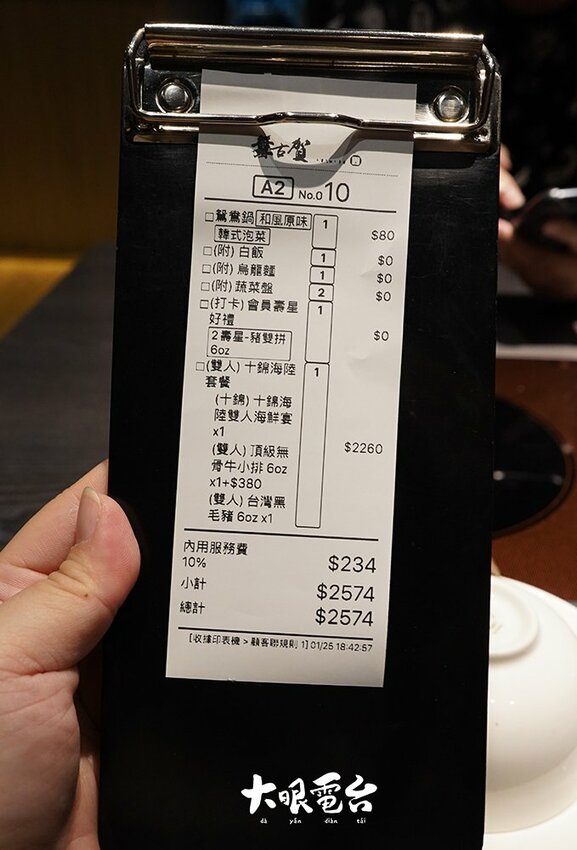 古賀
A2 No.010
□鴛鴦鍋 和風原味 1 $80
韓式泡菜
□(附) 白飯 1 $0
□(附) 烏龍麵 1 $0
□(附) 蔬菜盤 2 $0
□(打卡) 會員壽星 1 $0
好禮
2壽星-豬雙拼
6oz
□(雙人) 十錦海陸 1 $2260
套餐
(十錦) 十錦海
陸雙人海鮮宴
x1
(雙人) 頂級無
骨牛小排 6oz
x1+$380
(雙人) 台灣黑
毛豬 6oz x1
內用服務費
10% $234
小計 $2574
總計 $2574
[收據印表機 > 顧客聯規則 1] 01/25 18:42:57
大眼電台
dà yǎn diàn tái